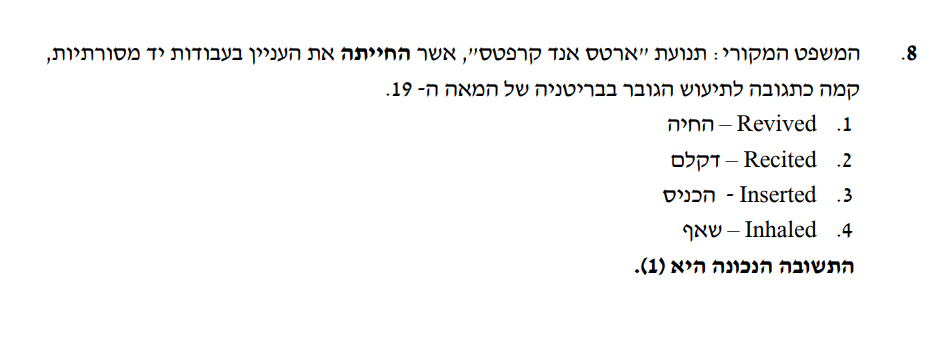 8. המשפט המקורי: תנועת "ארטס אנד קרפטס", אשר החייתה את העניין בעבודות יד מסורתיות,
קמה כתגובה לתיעוש הגובר בבריטניה של המאה ה- 19.
1. Revived – החיה
2. Recited – דקלם
3. Inserted - הכניס
4. Inhaled – שאף
התשובה הנכונה היא (1).